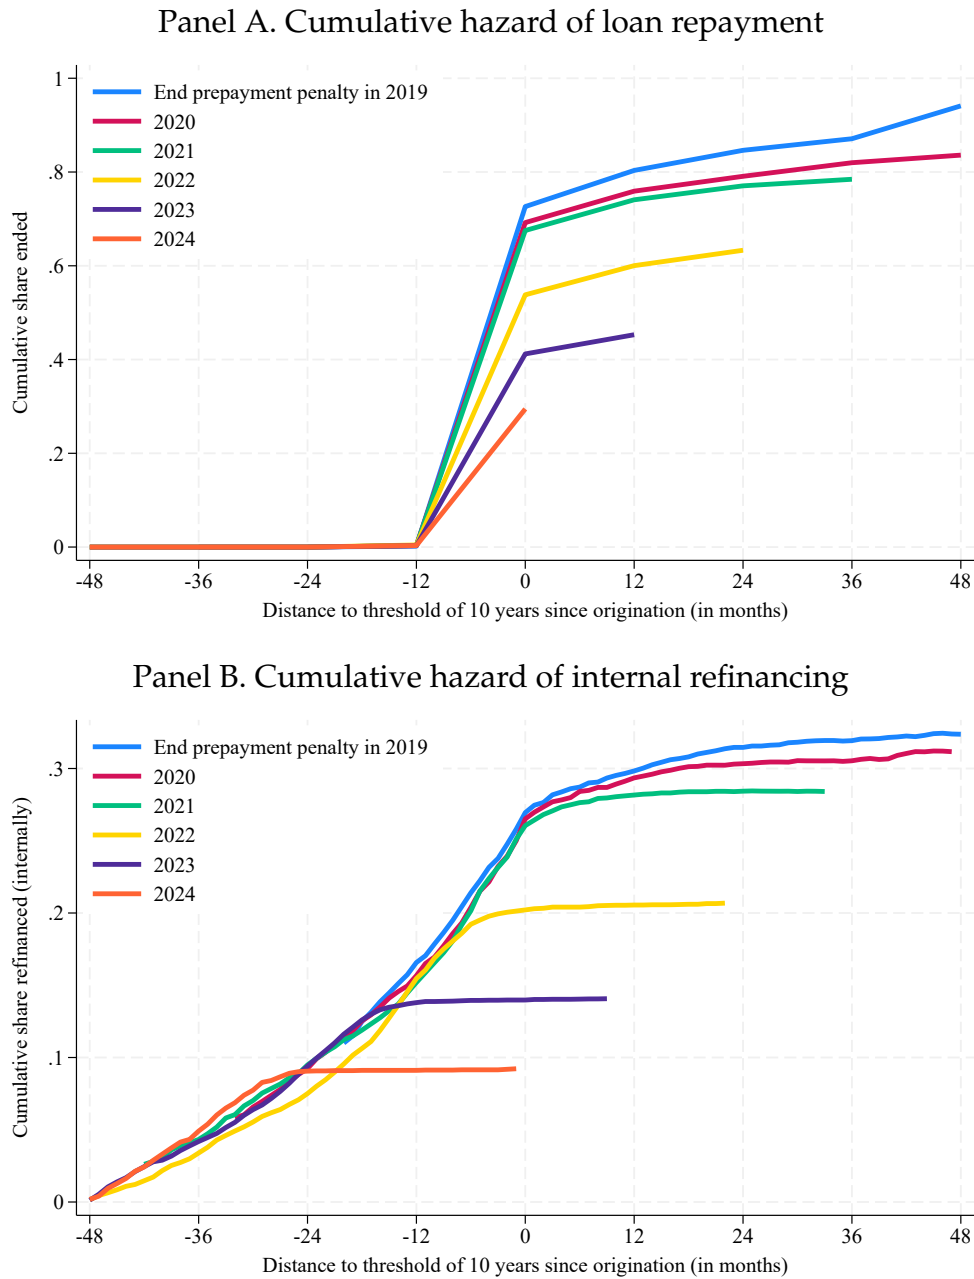 Panel A. Cumulative hazard of loan repayment
1
.8
.6
.4
.2
0
Cumulative share ended
End prepayment penalty in 2019
2020
2021
2022
2023
2024
-48 -36 -24 -12 0 12 24 36 48
Distance to threshold of 10 years since origination (in months)
Panel B. Cumulative hazard of internal refinancing
.3
.2
.1
0
Cumulative share refinanced (internally)
End prepayment penalty in 2019
2020
2021
2022
2023
2024
-48 -36 -24 -12 0 12 24 36 48
Distance to threshold of 10 years since origination (in months)